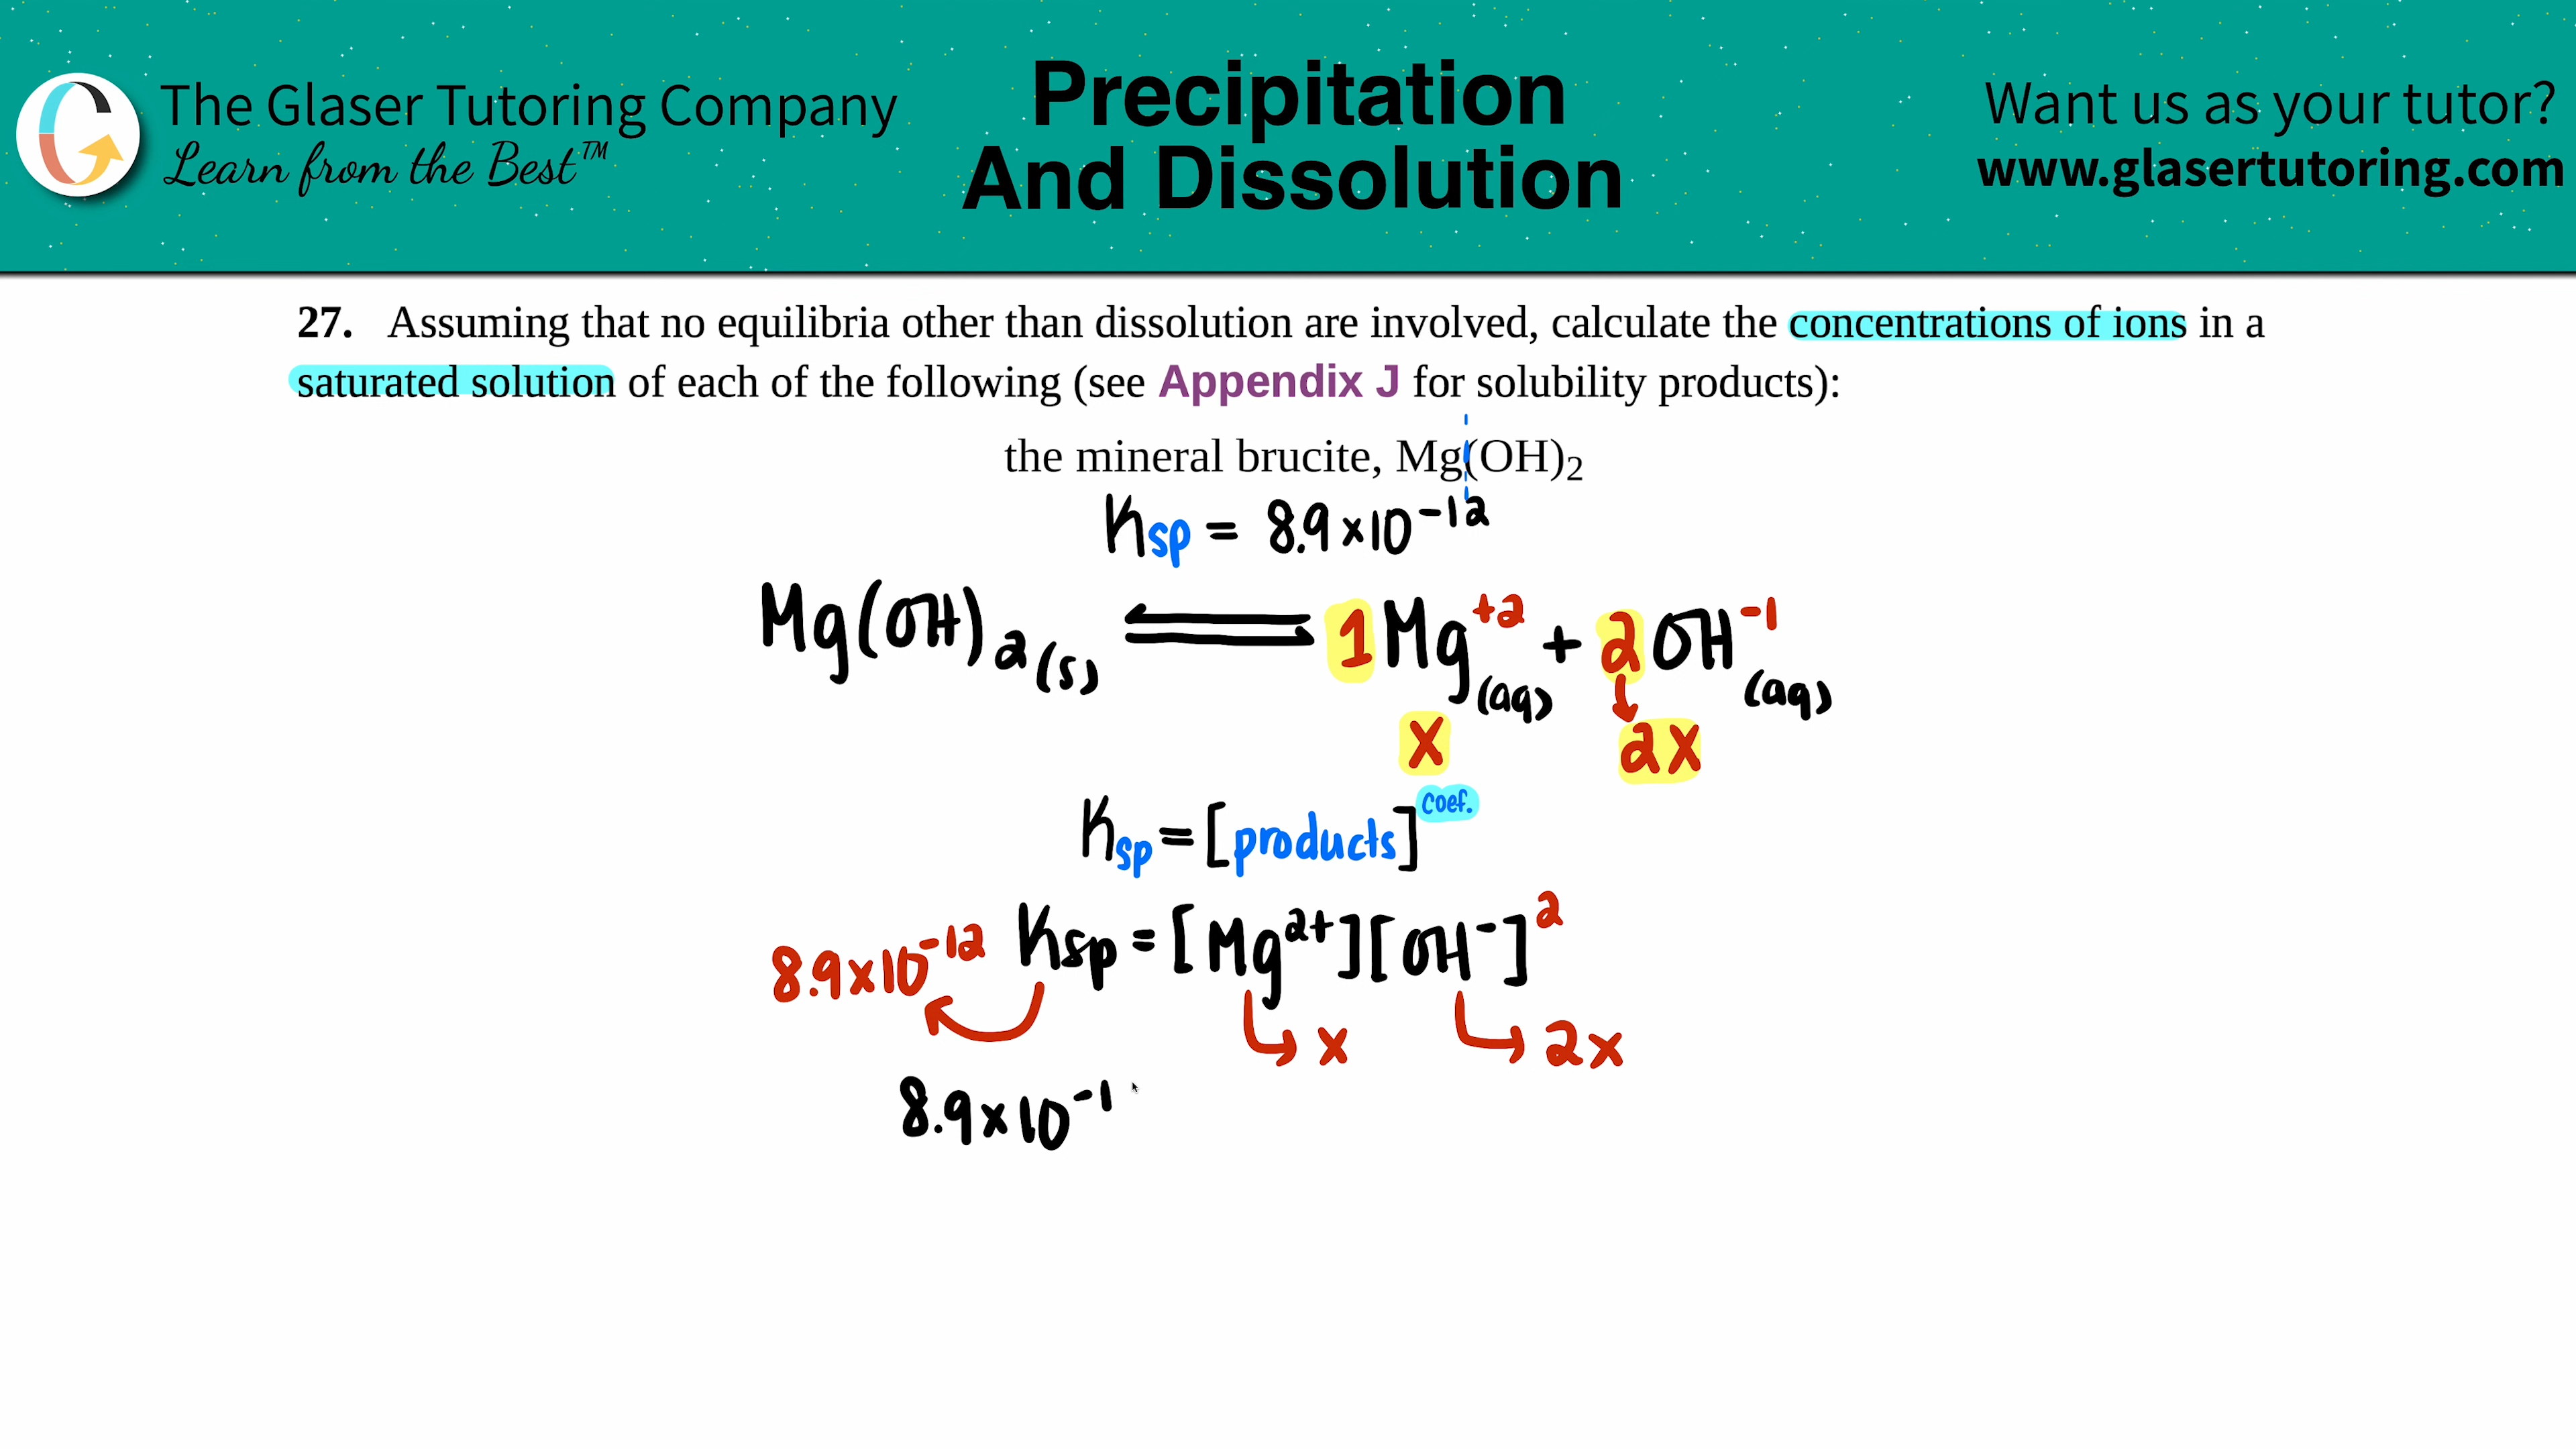 The Glaser Tutoring Company
Learn from the Best™
Precipitation
And Dissolution
Want us as your tutor?
www.glasertutoring.com
27. Assuming that no equilibria other than dissolution are involved, calculate the concentrations of ions in a
saturated solution of each of the following (see Appendix J for solubility products):
the mineral brucite, Mg(OH)₂
Ksp = 8.9×10⁻¹²
Mg(OH)₂(s) ⇌ 1Mg⁺²(aq) + 2OH⁻¹(aq)
x 2x
Ksp = [products]^coef.
8.9×10⁻¹² Ksp = [Mg²⁺][OH⁻]²
x 2x
8.9×10⁻¹